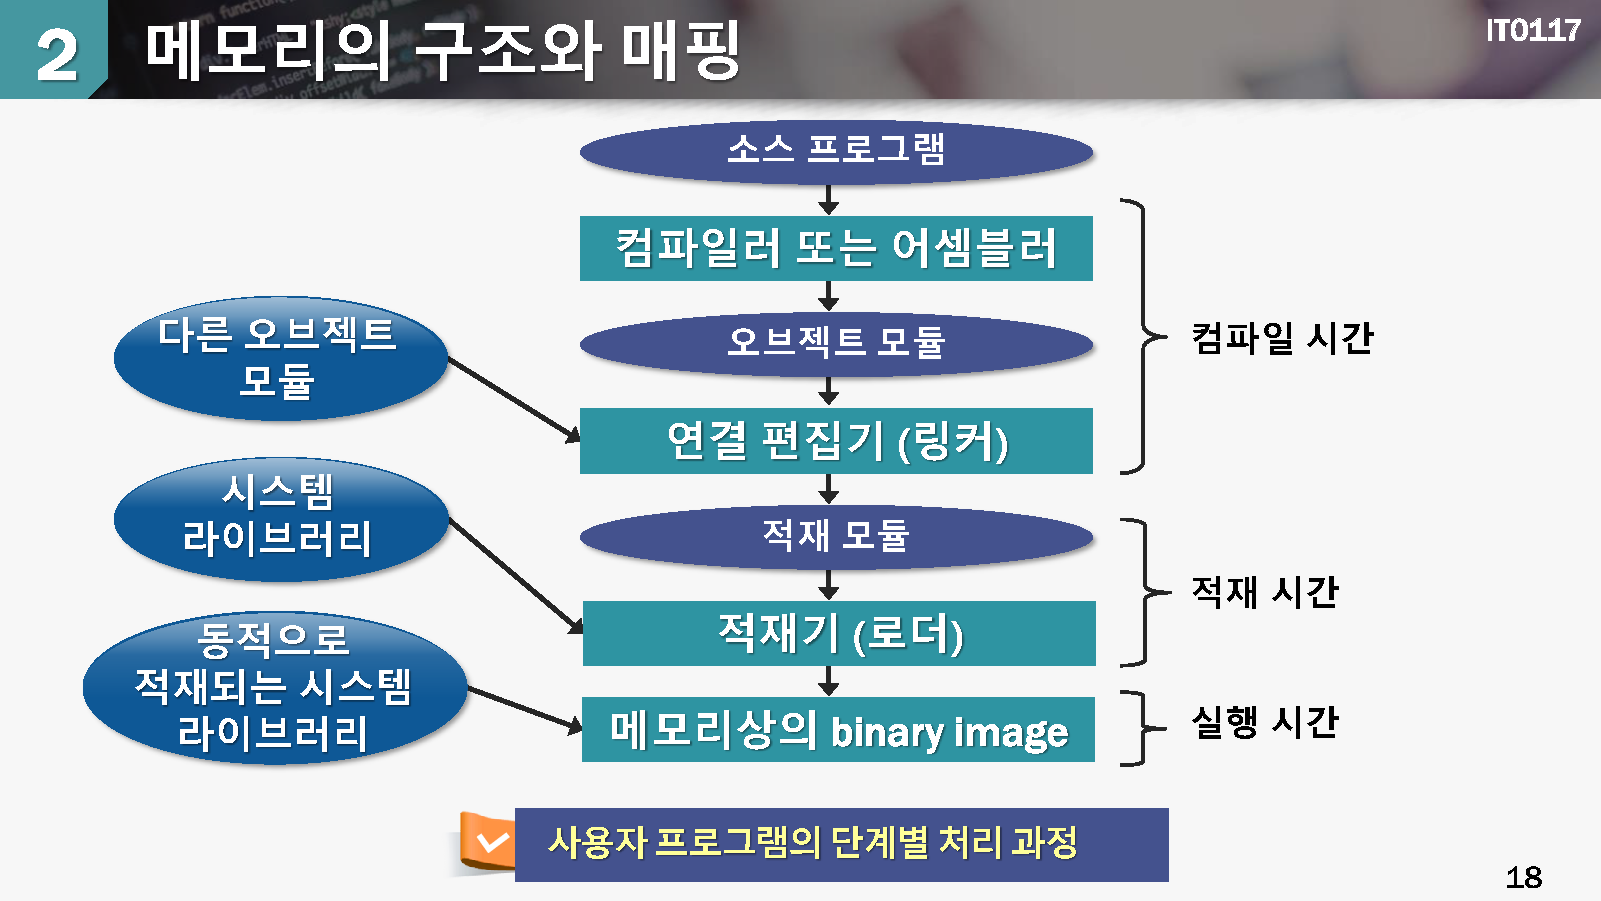 2
메모리의 구조와 매핑
IT0117
소스 프로그램
컴파일러 또는 어셈블러
다른 오브젝트
모듈
오브젝트 모듈
컴파일 시간
연결 편집기 (링커)
시스템
라이브러리
적재 모듈
적재 시간
적재기 (로더)
동적으로
적재되는 시스템
라이브러리
메모리상의 binary image
실행 시간
사용자 프로그램의 단계별 처리 과정
18